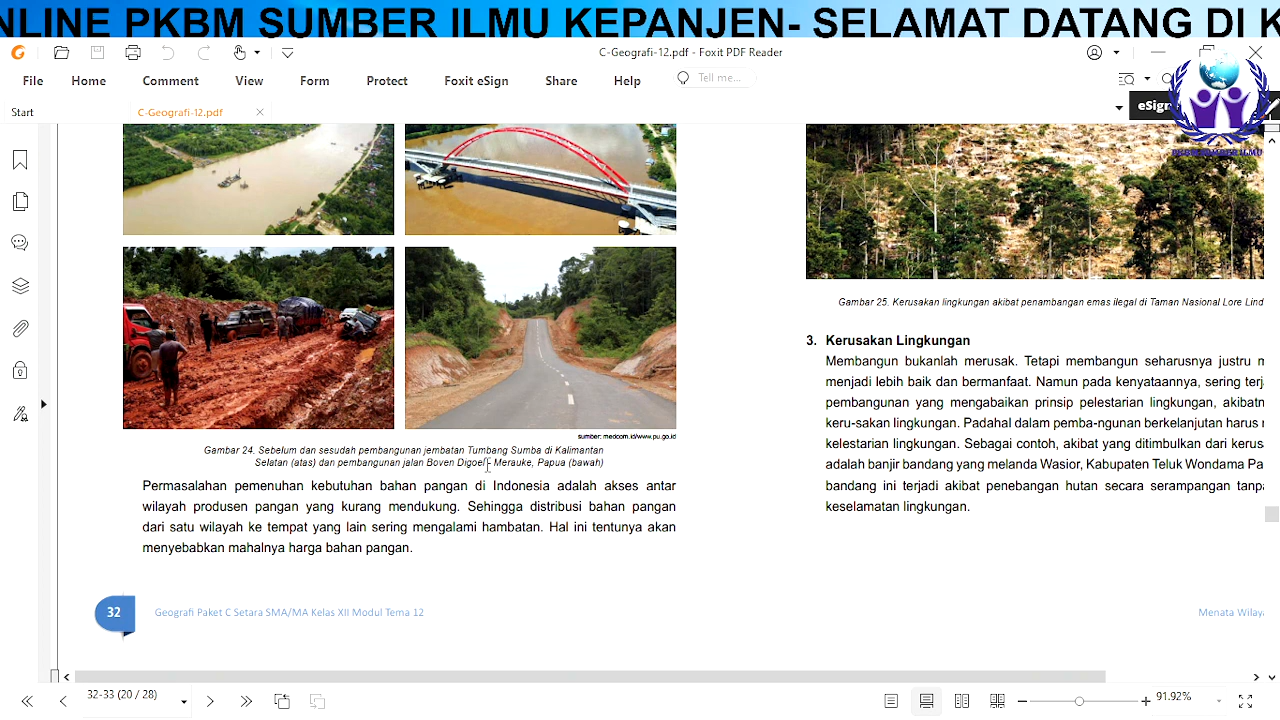 NLINE PKBM SUMBER ILMU KEPANJEN- SELAMAT DATANG DI K
C-Geografi-12.pdf - Foxit PDF Reader
File Home Comment View Form Protect Foxit eSign Share Help Tell me...
Start C-Geografi-12.pdf
eSign
sumber: medcom.id/www.pu.go.id
Gambar 24. Sebelum dan sesudah pembangunan jembatan Tumbang Sumba di Kalimantan
Selatan (atas) dan pembangunan jalan Boven Digoel- Merauke, Papua (bawah)
Permasalahan pemenuhan kebutuhan bahan pangan di Indonesia adalah akses antar
wilayah produsen pangan yang kurang mendukung. Sehingga distribusi bahan pangan
dari satu wilayah ke tempat yang lain sering mengalami hambatan. Hal ini tentunya akan
menyebabkan mahalnya harga bahan pangan.
32 Geografi Paket C Setara SMA/MA Kelas XII Modul Tema 12
Gambar 25. Kerusakan lingkungan akibat penambangan emas ilegal di Taman Nasional Lore Lind
3. Kerusakan Lingkungan
Membangun bukanlah merusak. Tetapi membangun seharusnya justru m
menjadi lebih baik dan bermanfaat. Namun pada kenyataannya, sering terj
pembangunan yang mengabaikan prinsip pelestarian lingkungan, akibatn
keru-sakan lingkungan. Padahal dalam pemba-ngunan berkelanjutan harus r
kelestarian lingkungan. Sebagai contoh, akibat yang ditimbulkan dari kerus
adalah banjir bandang yang melanda Wasior, Kabupaten Teluk Wondama Pa
bandang ini terjadi akibat penebangan hutan secara serampangan tanpa
keselamatan lingkungan.
Menata Wilaya
32-33 (20 / 28)
91.92%